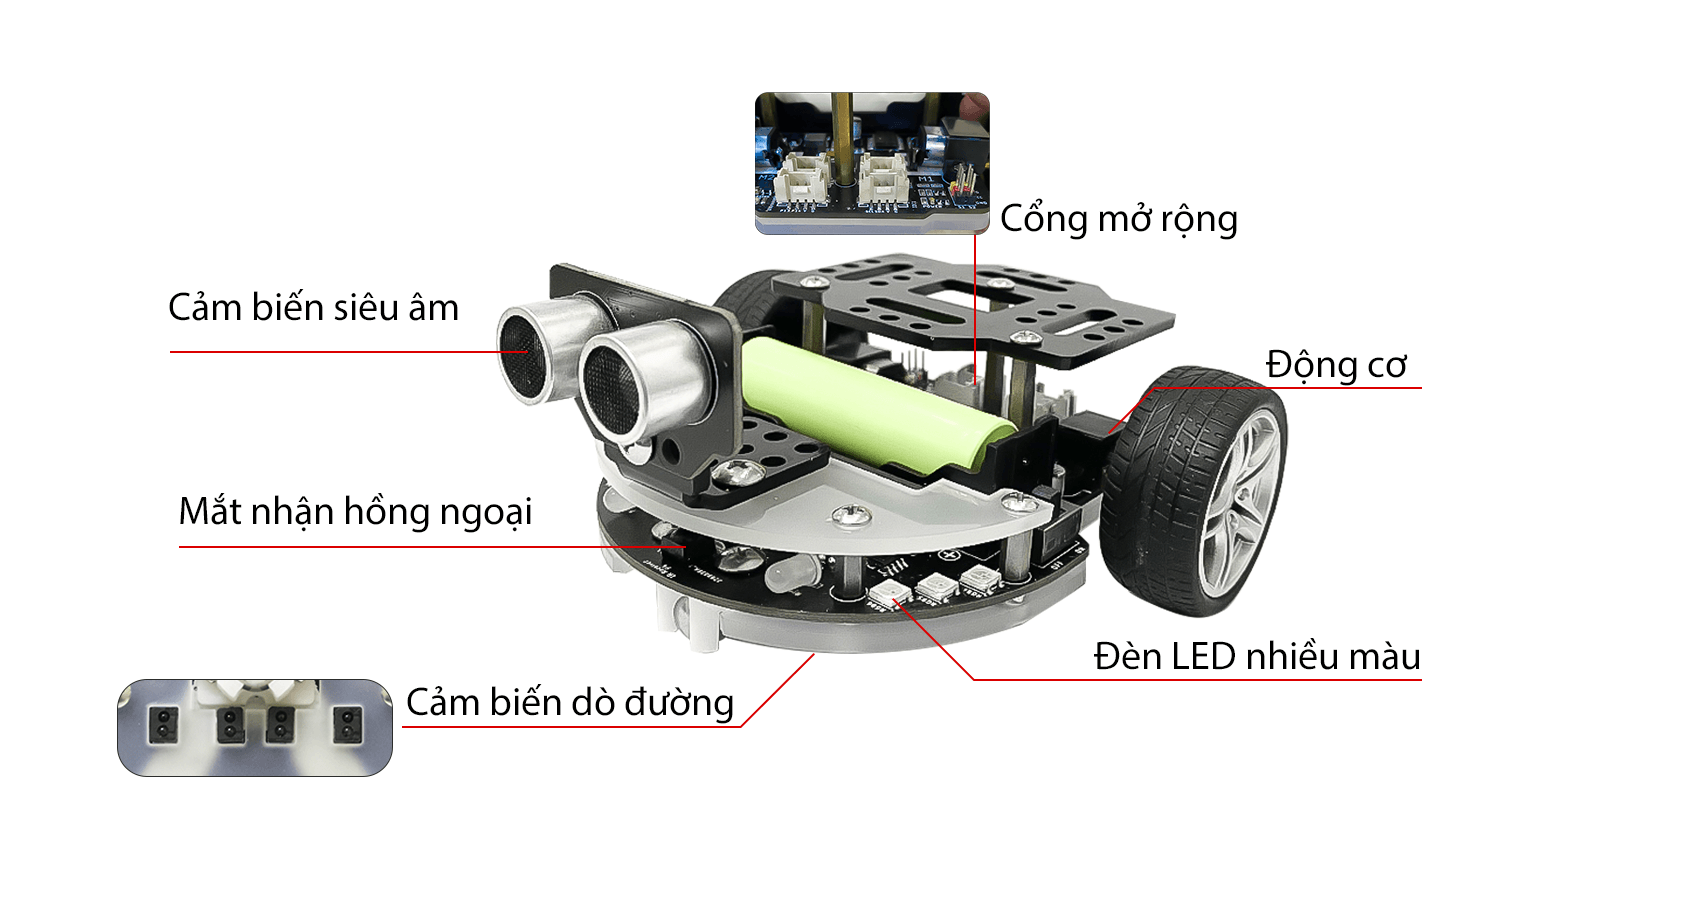 Cổng mở rộng
Cảm biến siêu âm
Động cơ
Mắt nhận hồng ngoại
Đèn LED nhiều màu
Cảm biến dò đường
M1